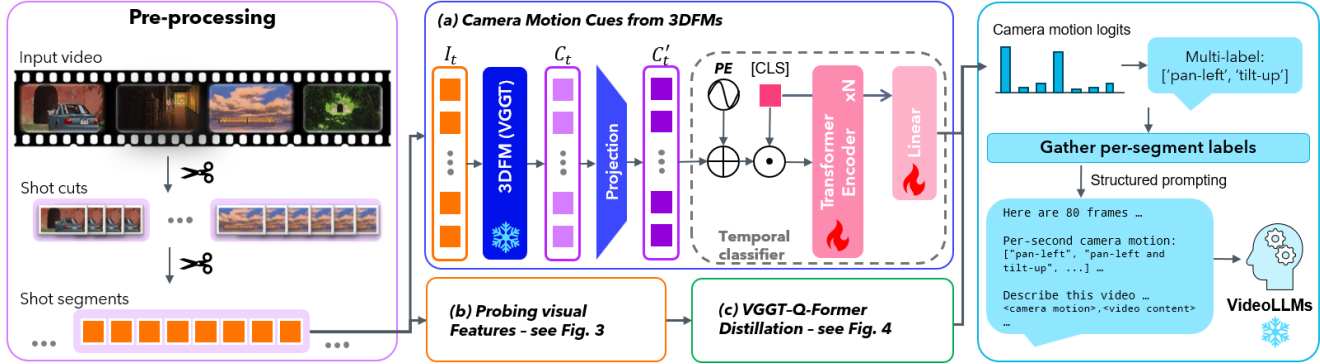 Pre-processing
Input video
Shot cuts
...
Shot segments
...
...
(a) Camera Motion Cues from 3DFMs
I_t
C_t
C'_t
PE
[CLS]
3DFM (VGGT)
Projection
Transformer
Encoder
xN
Linear
Temporal
classifier
(b) Probing visual
Features – see Fig. 3
(c) VGGT-Q-Former
Distillation – see Fig. 4
Camera motion logits
Multi-label:
['pan-left', 'tilt-up']
Gather per-segment labels
Structured prompting
Here are 80 frames …
Per-second camera motion:
["pan-left", "pan-left and
tilt-up", ...] …
Describe this video …
<camera motion>,<video content>
…
VideoLLMs